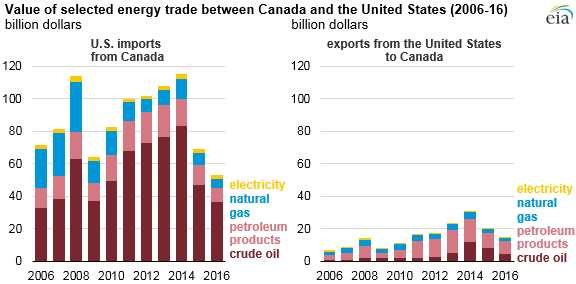 Value of selected energy trade between Canada and the United States (2006-16)
billion dollars
billion dollars
eia
U.S. imports
from Canada
exports from the United States
to Canada
120
100
80
60
40
20
0
2006 2008 2010 2012 2014 2016
electricity
natural
gas
petroleum
products
crude oil
120
100
80
60
40
20
0
2006 2008 2010 2012 2014 2016
electricity
natural
gas
petroleum
products
crude oil